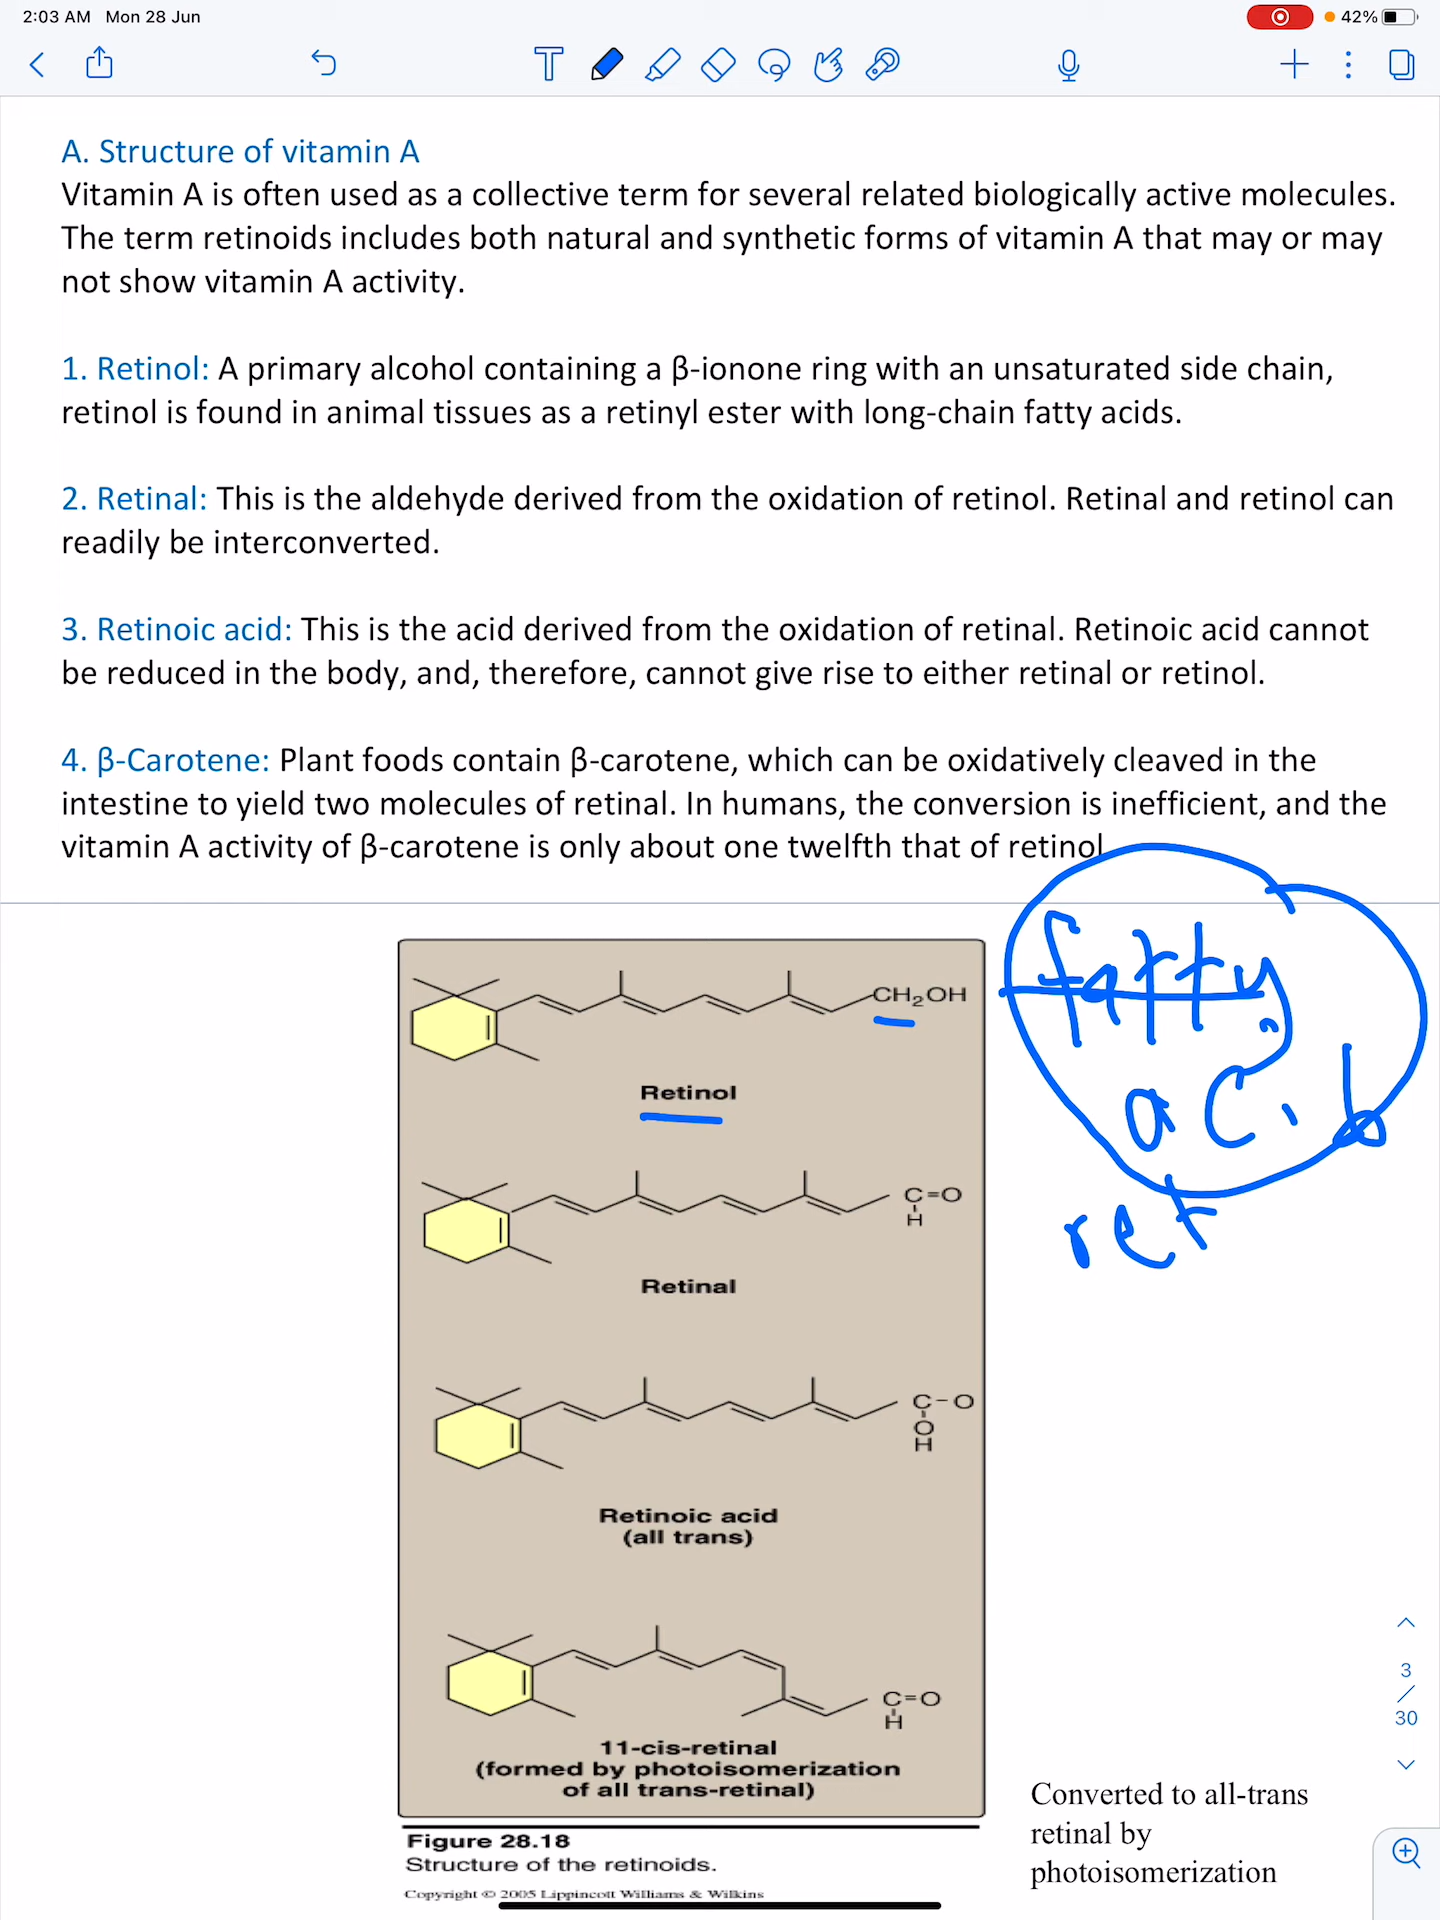 2:03 AM Mon 28 Jun
42%
A. Structure of vitamin A
Vitamin A is often used as a collective term for several related biologically active molecules.
The term retinoids includes both natural and synthetic forms of vitamin A that may or may
not show vitamin A activity.
1. Retinol: A primary alcohol containing a β-ionone ring with an unsaturated side chain,
retinol is found in animal tissues as a retinyl ester with long-chain fatty acids.
2. Retinal: This is the aldehyde derived from the oxidation of retinol. Retinal and retinol can
readily be interconverted.
3. Retinoic acid: This is the acid derived from the oxidation of retinal. Retinoic acid cannot
be reduced in the body, and, therefore, cannot give rise to either retinal or retinol.
4. β-Carotene: Plant foods contain β-carotene, which can be oxidatively cleaved in the
intestine to yield two molecules of retinal. In humans, the conversion is inefficient, and the
vitamin A activity of β-carotene is only about one twelfth that of retinol
fatty
acid
ret
CH₂OH
Retinol
C=O
H
Retinal
C-O
O
H
Retinoic acid
(all trans)
C=O
H
11-cis-retinal
(formed by photoisomerization
of all trans-retinal)
Figure 28.18
Structure of the retinoids.
Copyright © 2005 Lippincott Williams & Wilkins
Converted to all-trans
retinal by
photoisomerization
3
/
30